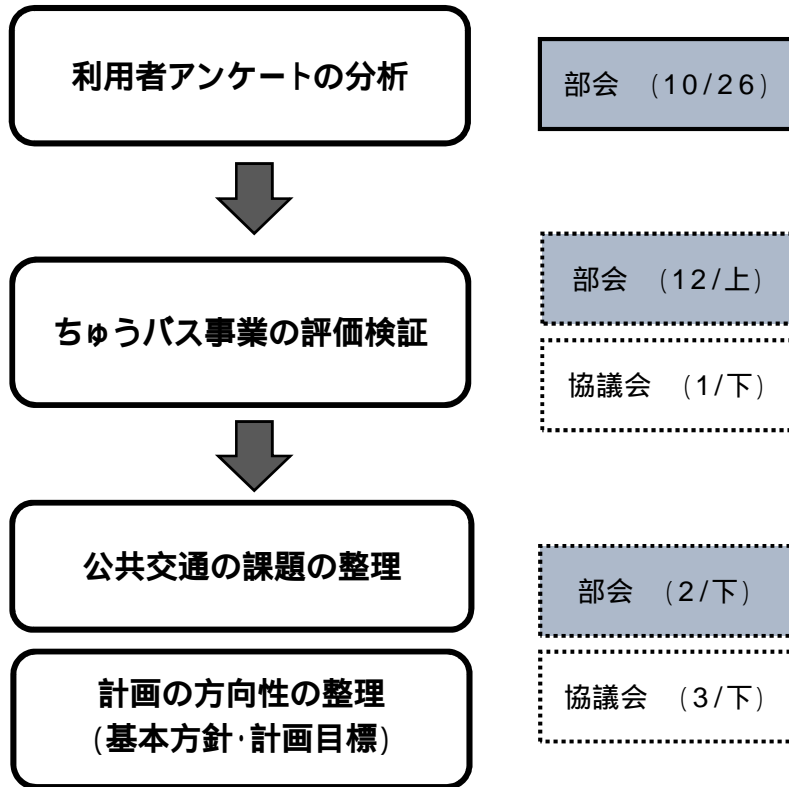 利用者アンケートの分析
部会 (10/26)
ちゅうバス事業の評価検証
部会 (12/上)
協議会 (1/下)
公共交通の課題の整理
部会 (2/下)
計画の方向性の整理
(基本方針・計画目標)
協議会 (3/下)